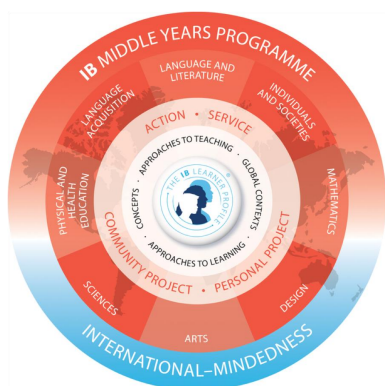 IB MIDDLE YEARS PROGRAMME
LANGUAGE AND
LITERATURE
LANGUAGE
ACQUISITION
INDIVIDUALS
AND SOCIETIES
PHYSICAL AND
HEALTH
EDUCATION
MATHEMATICS
SCIENCES
ARTS
DESIGN
ACTION • SERVICE
COMMUNITY PROJECT • PERSONAL PROJECT
APPROACHES TO TEACHING
· GLOBAL CONTEXTS
· APPROACHES TO LEARNING ·
CONCEPTS ·
THE IB LEARNER PROFILE
INTERNATIONAL–MINDEDNESS